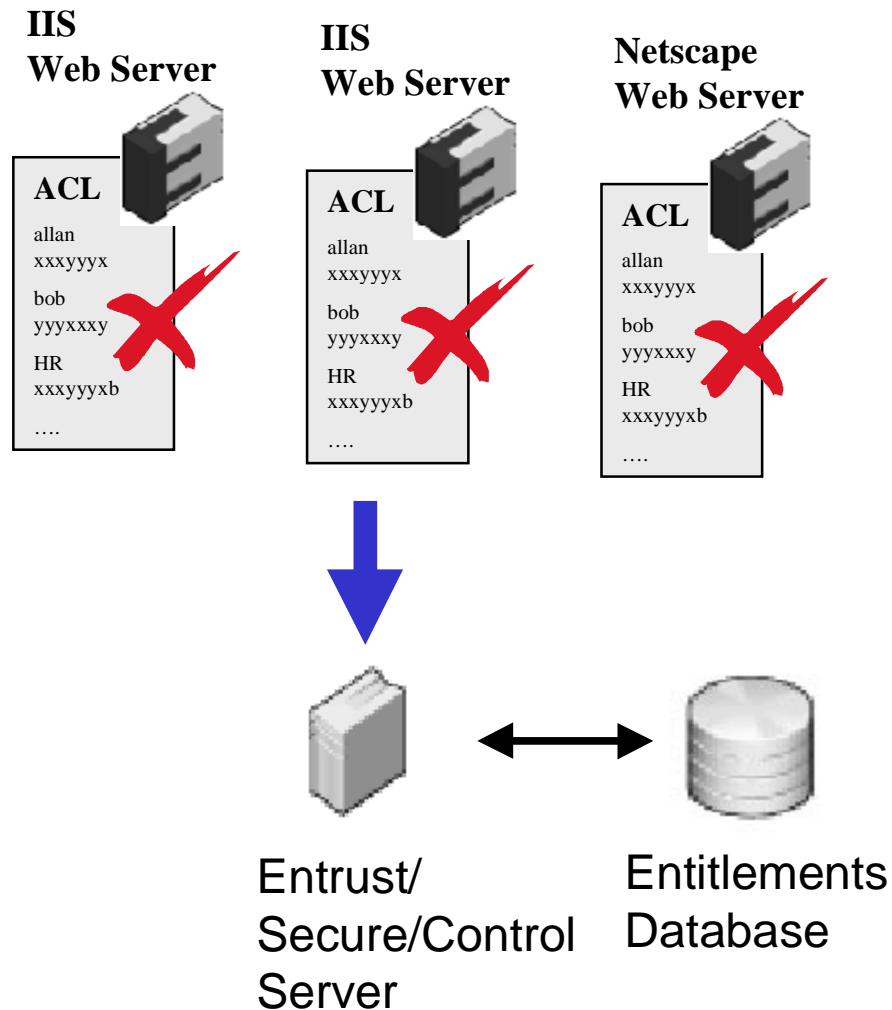 IIS
Web Server
ACL
allan
xxxyyyx
bob
yyyxxxy
HR
xxxyyyxb
….
IIS
Web Server
ACL
allan
xxxyyyx
bob
yyyxxxy
HR
xxxyyyxb
….
Netscape
Web Server
ACL
allan
xxxyyyx
bob
yyyxxxy
HR
xxxyyyxb
….
Entrust/
Secure/Control
Server
Entitlements
Database